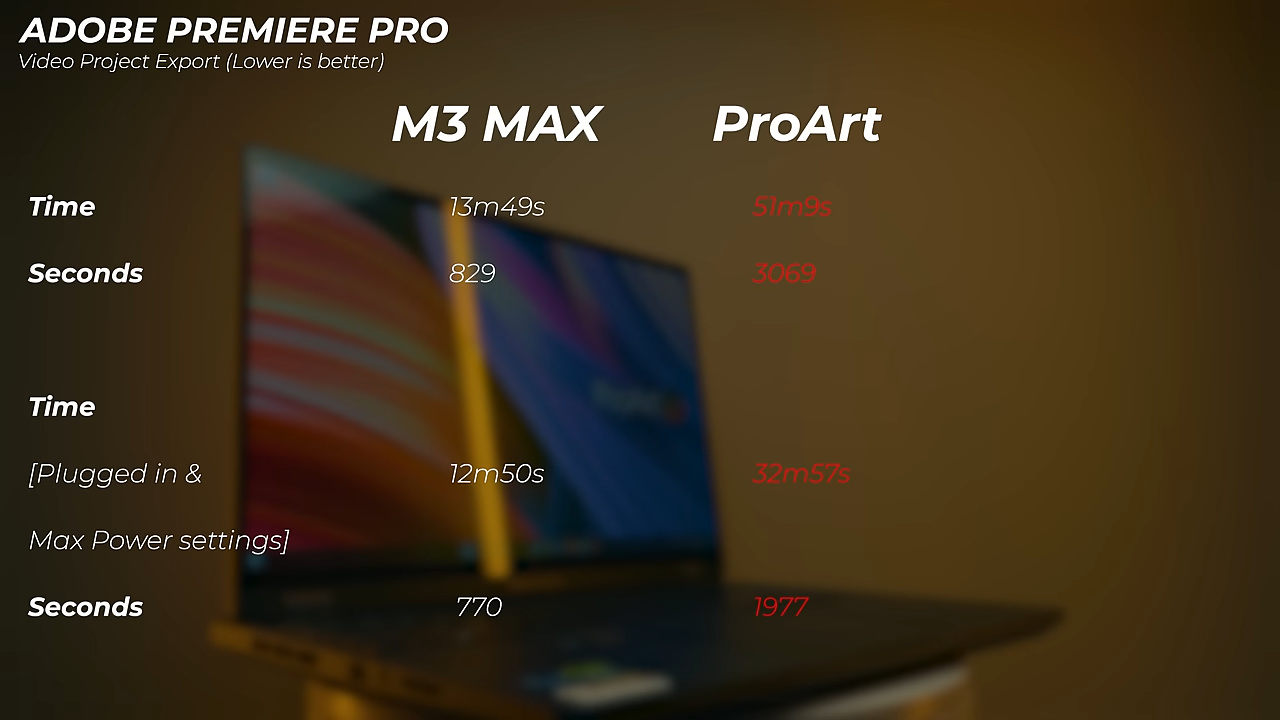 ADOBE PREMIERE PRO
Video Project Export (Lower is better)
M3 MAX ProArt
Time 13m49s 51m9s
Seconds 829 3069
Time
[Plugged in & 12m50s 32m57s
Max Power settings]
Seconds 770 1977